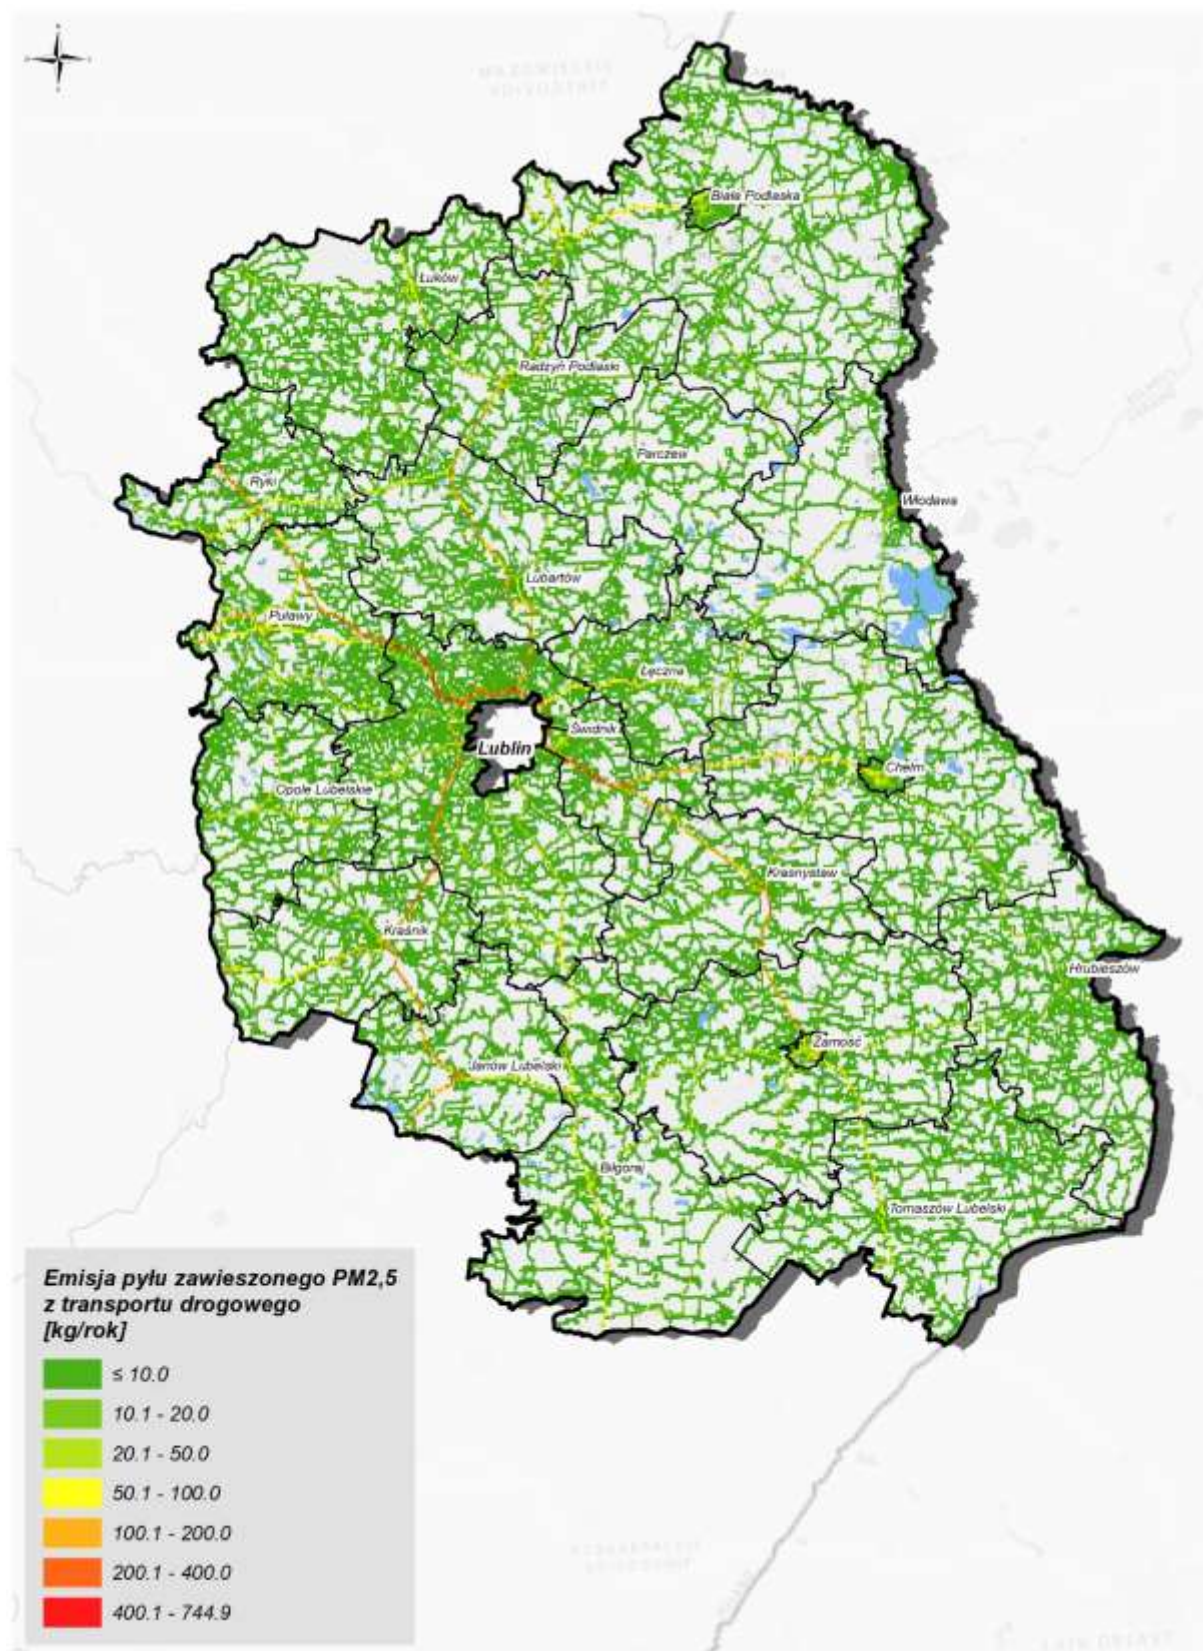 MAZOWIECKIE
VOIVODSHIP
Biała Podlaska
Łuków
Radzyń Podlaski
Parczew
Ryki
Włodawa
Lubartów
Puławy
Łęczna
Świdnik
Lublin
Chełm
Opole Lubelskie
Krasnystaw
Kraśnik
Hrubieszów
Zamość
Janów Lubelski
Biłgoraj
Tomaszów Lubelski
Emisja pyłu zawieszonego PM2,5
z transportu drogowego
[kg/rok]
≤ 10.0
10.1 - 20.0
20.1 - 50.0
50.1 - 100.0
100.1 - 200.0
200.1 - 400.0
400.1 - 744.9